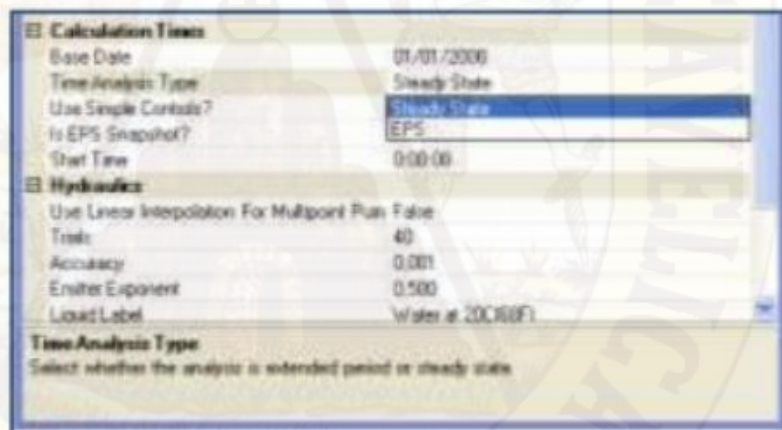 Calculation Times
Base Date 01/01/2000
Time Analysis Type Steady State
Use Simple Controls? Steady State
Is EPS Snapshot? EPS
Start Time 0:00:00
Hydraulics
Use Linear Interpolation For Multipoint Pum False
Trials 40
Accuracy 0.001
Emitter Exponent 0.500
Liquid Label Water at 20C(68F)
Time Analysis Type
Select whether the analysis is extended period or steady state.